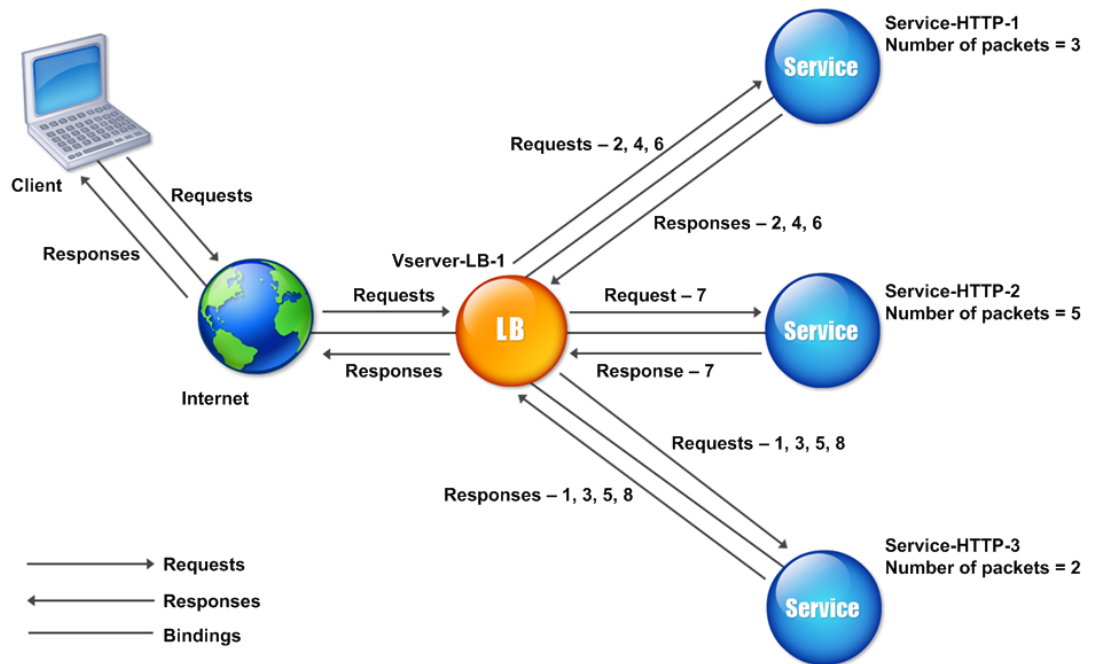 Service-HTTP-1
Number of packets = 3
Service
Requests – 2, 4, 6
Client
Requests
Responses – 2, 4, 6
Responses
Vserver-LB-1
Requests
Request – 7
Service-HTTP-2
Number of packets = 5
LB
Service
Responses
Response – 7
Internet
Requests – 1, 3, 5, 8
Responses – 1, 3, 5, 8
Service-HTTP-3
Number of packets = 2
Service
Requests
Responses
Bindings